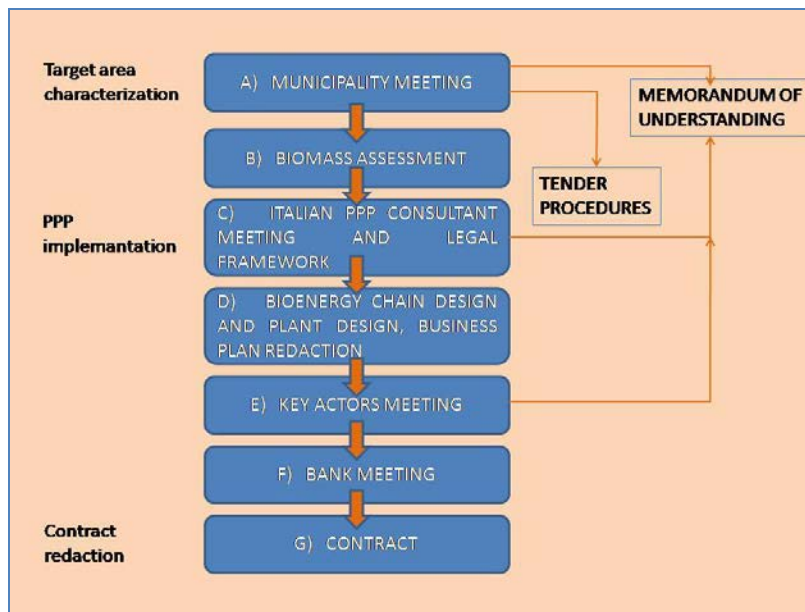 Target area
characterization
A) MUNICIPALITY MEETING
MEMORANDUM OF
UNDERSTANDING
B) BIOMASS ASSESSMENT
TENDER
PROCEDURES
PPP
implemantation
C) ITALIAN PPP CONSULTANT
MEETING AND LEGAL
FRAMEWORK
D) BIOENERGY CHAIN DESIGN
AND PLANT DESIGN, BUSINESS
PLAN REDACTION
E) KEY ACTORS MEETING
F) BANK MEETING
Contract
redaction
G) CONTRACT